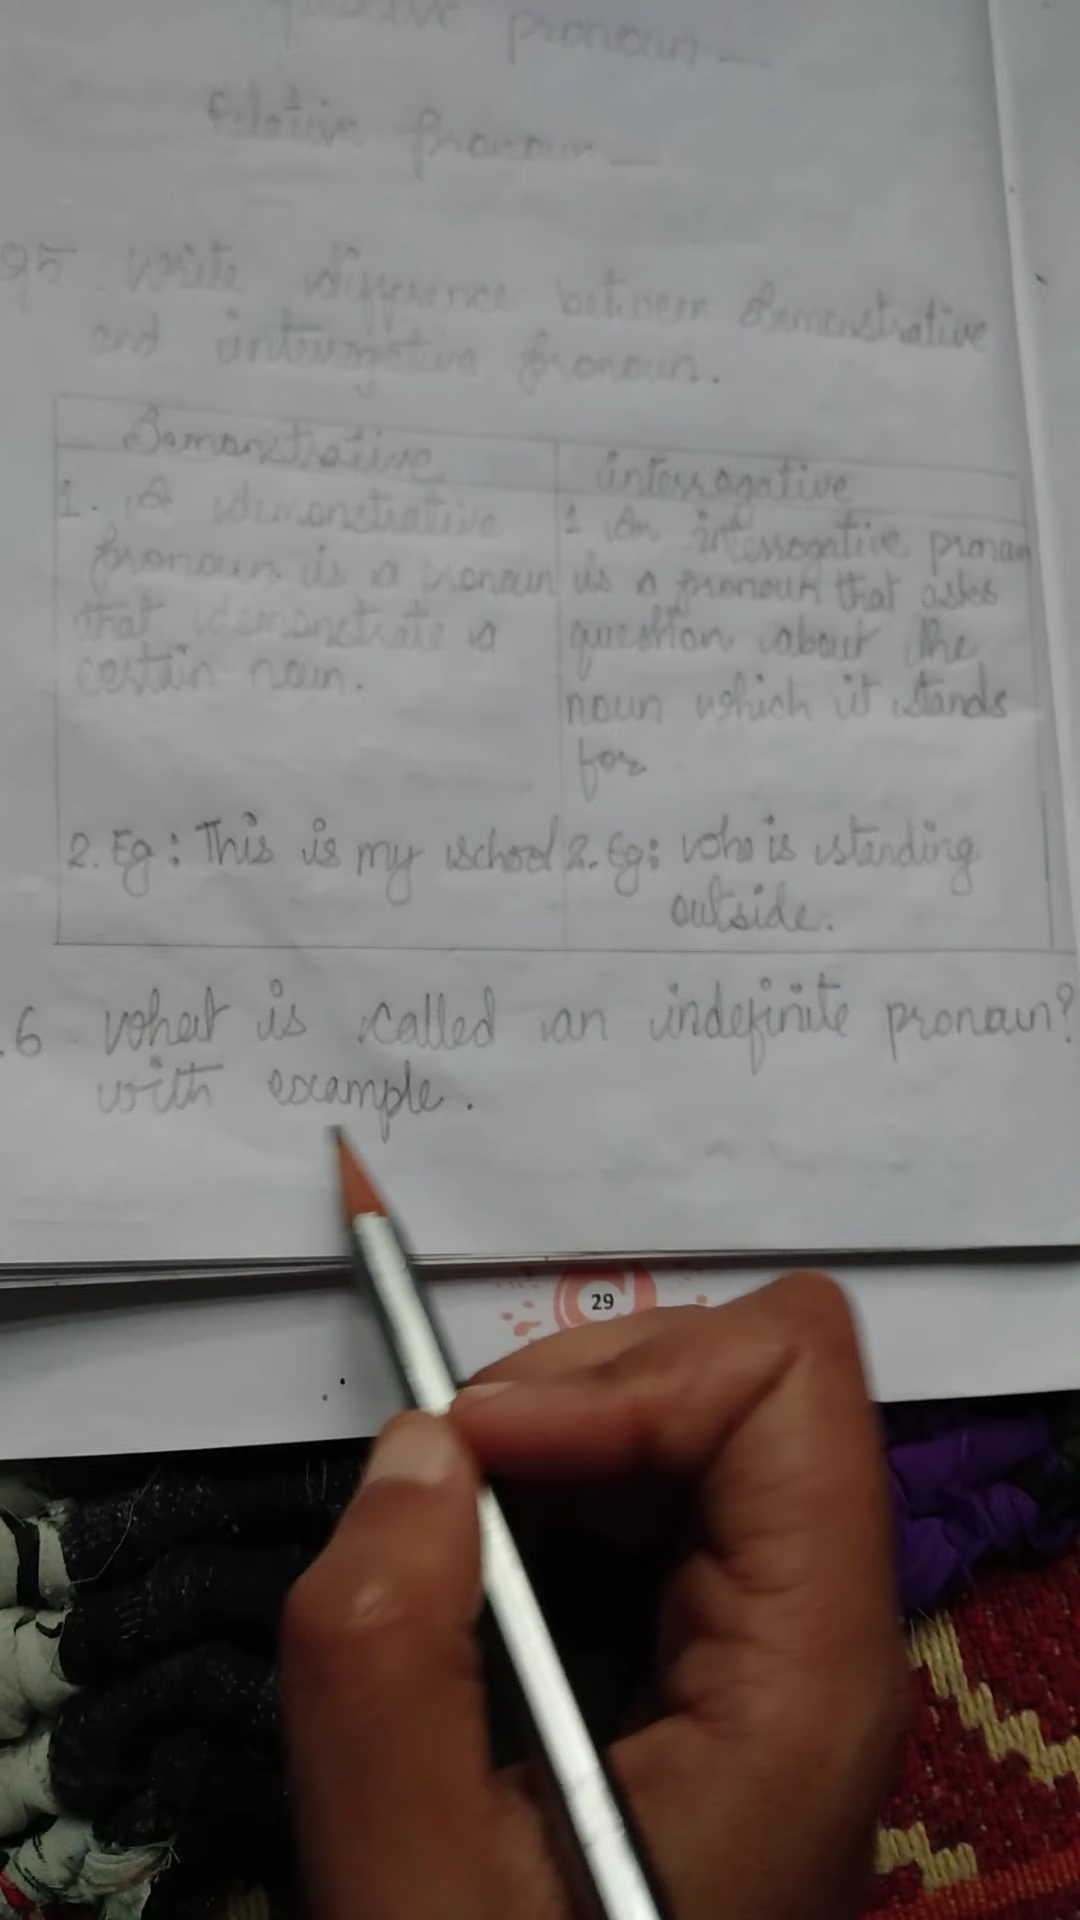 pronoun —
Relative pronoun —
Q5 Write difference between Demonstrative
and interrogative pronoun.
Demonstrative
interrogative
1. A demonstrative
pronoun is a pronoun
that demonstrate a
certain noun.
1 An interrogative pronoun
is a pronoun that asks
question about the
noun which it stands
for
2. Eg: This is my school
2. Eg: who is standing
outside.
.6 What is called an indefinite pronoun?
with example.
29